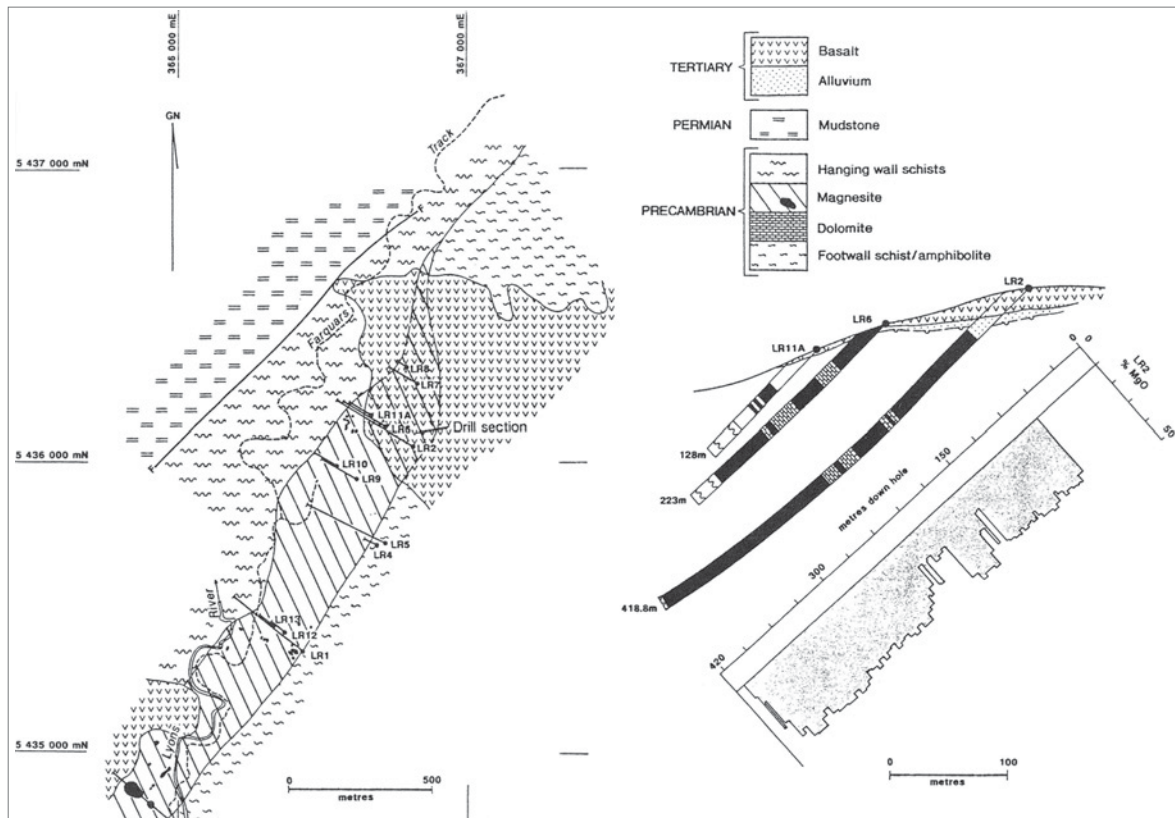 365 000 mE
367 000 mE
GN
5 437 000 mN
Track
F
Farquars
LR8
LR7
LR11A
LR6
Drill section
LR2
5 436 000 mN
F
LR10
LR9
LR5
LR4
River
LR13
LR12
LR1
Lyons
5 435 000 mN
0 500
metres
TERTIARY
Basalt
Alluvium
PERMIAN
Mudstone
PRECAMBRIAN
Hanging wall schists
Magnesite
Dolomite
Footwall schist/amphibolite
LR2
LR6
LR11A
128m
223m
418.8m
0 0
LR2
% MgO
50
150
metres down hole
300
420
0 100
metres